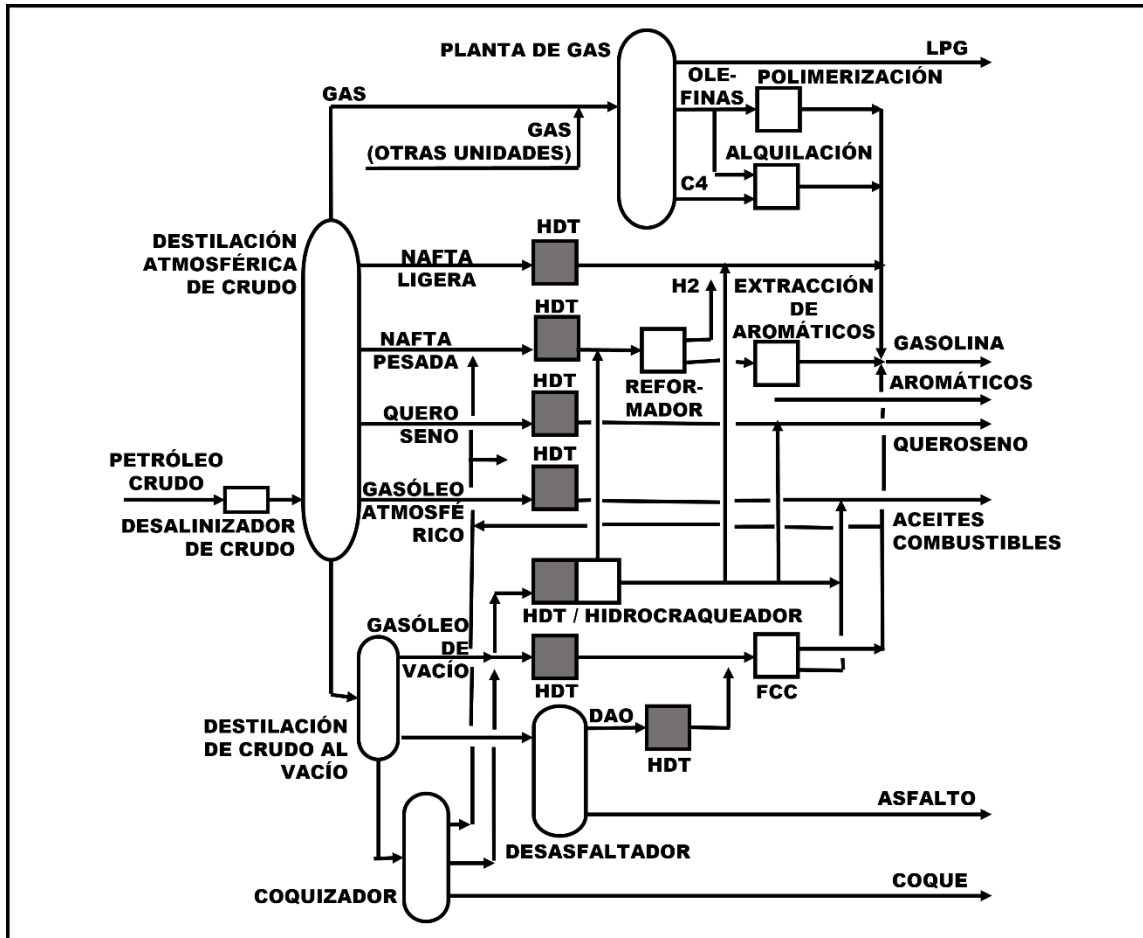 PLANTA DE GAS
LPG
OLE-
FINAS
POLIMERIZACIÓN
GAS
GAS
(OTRAS UNIDADES)
ALQUILACIÓN
C4
HDT
DESTILACIÓN
ATMOSFÉRICA
DE CRUDO
NAFTA
LIGERA
H2
EXTRACCIÓN
DE
AROMÁTICOS
HDT
NAFTA
PESADA
GASOLINA
REFOR-
MADOR
AROMÁTICOS
HDT
QUERO
SENO
QUEROSENO
HDT
PETRÓLEO
CRUDO
GASÓLEO
ATMOSFÉ
RICO
DESALINIZADOR
DE CRUDO
ACEITES
COMBUSTIBLES
HDT / HIDROCRAQUEADOR
GASÓLEO
DE
VACÍO
HDT
FCC
DESTILACIÓN
DE CRUDO AL
VACÍO
DAO
HDT
ASFALTO
DESASFALTADOR
COQUIZADOR
COQUE